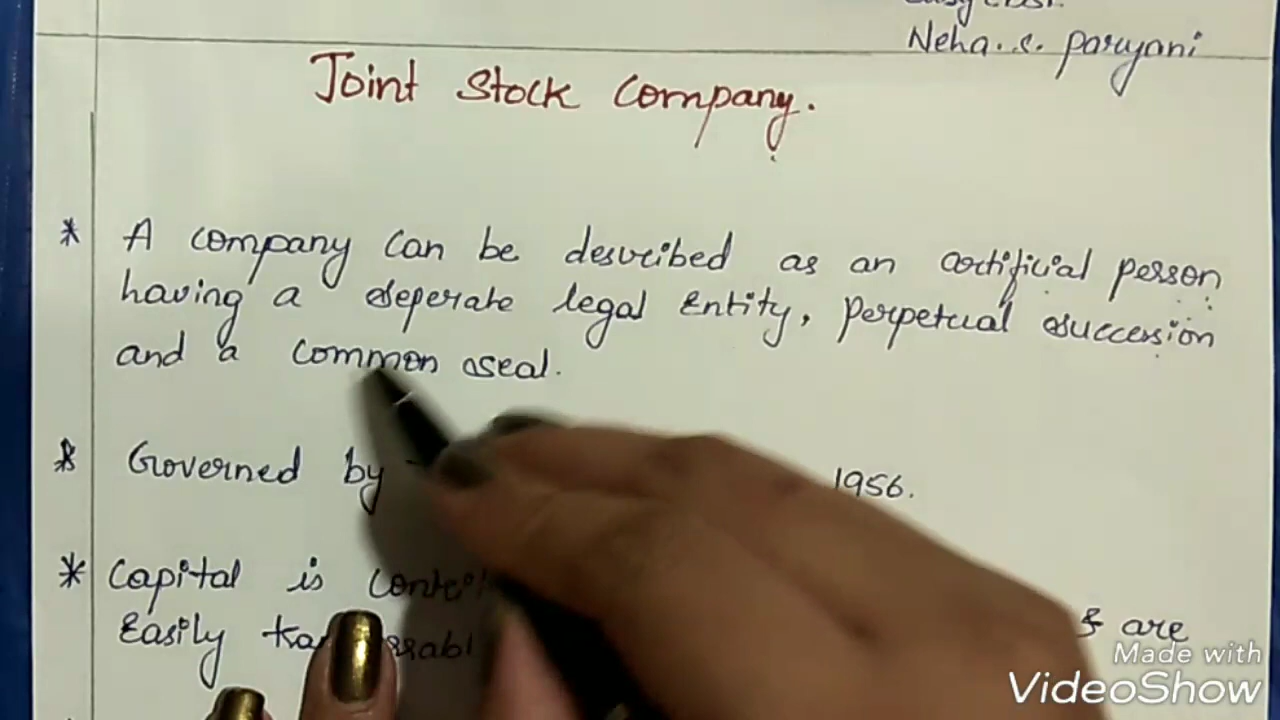 Neha. S. Paryani
Joint Stock Company.
* A company can be described as an artificial person
having a seperate legal Entity, Perpetual succession
and a common seal.
* Governed by 1956.
* Capital is
Easily & are
Made with
VideoShow